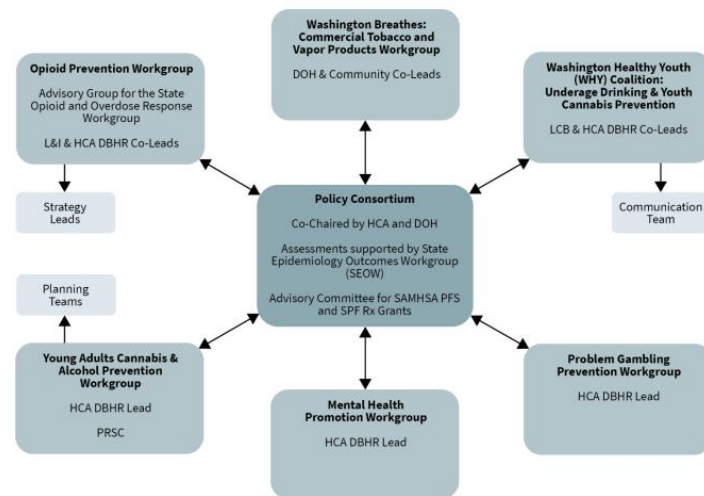 Washington Breathes:
Commercial Tobacco and
Vapor Products Workgroup
DOH & Community Co-Leads
Opioid Prevention Workgroup
Advisory Group for the State
Opioid and Overdose Response
Workgroup
L&I & HCA DBHR Co-Leads
Washington Healthy Youth
(WHY) Coalition:
Underage Drinking & Youth
Cannabis Prevention
LCB & HCA DBHR Co-Leads
Strategy
Leads
Policy Consortium
Co-Chaired by HCA and DOH
Assessments supported by State
Epidemiology Outcomes Workgroup
(SEOW)
Advisory Committee for SAMHSA PFS
and SPF Rx Grants
Communication
Team
Planning
Teams
Young Adults Cannabis &
Alcohol Prevention
Workgroup
HCA DBHR Lead
PRSC
Mental Health
Promotion Workgroup
HCA DBHR Lead
Problem Gambling
Prevention Workgroup
HCA DBHR Lead